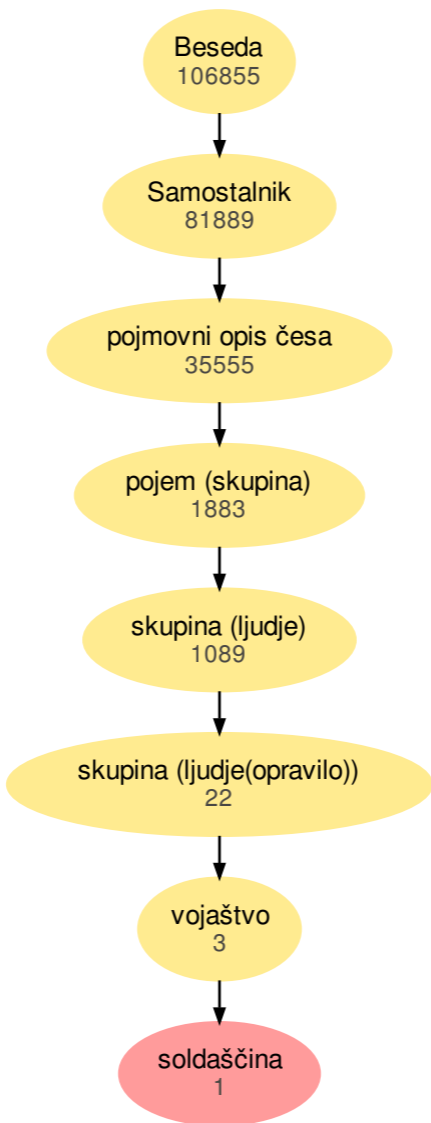 Beseda
106855
Samostalnik
81889
pojmovni opis česa
35555
pojem (skupina)
1883
skupina (ljudje)
1089
skupina (ljudje(opravilo))
22
vojaštvo
3
soldaščina
1